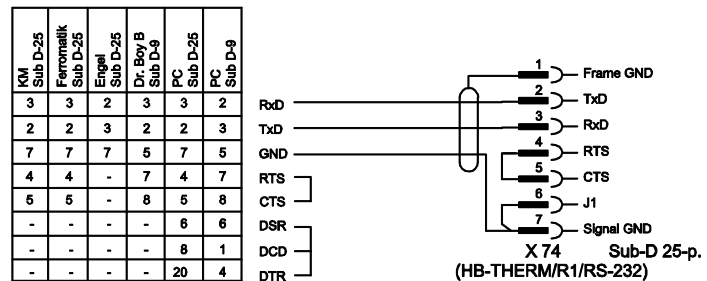 KM Sub D-25 Ferromatik Sub D-25 Engel Sub D-25 Dr. Boy B Sub D-9 PC Sub D-25 PC Sub D-9
3 3 2 3 3 2 RxD
2 2 3 2 2 3 TxD
7 7 7 5 7 5 GND
4 4 - 7 4 7 RTS
5 5 - 8 5 8 CTS
- - - - 6 6 DSR
- - - - 8 1 DCD
- - - - 20 4 DTR
1 Frame GND
2 TxD
3 RxD
4 RTS
5 CTS
6 J1
7 Signal GND
X 74 Sub-D 25-p.
(HB-THERM/R1/RS-232)